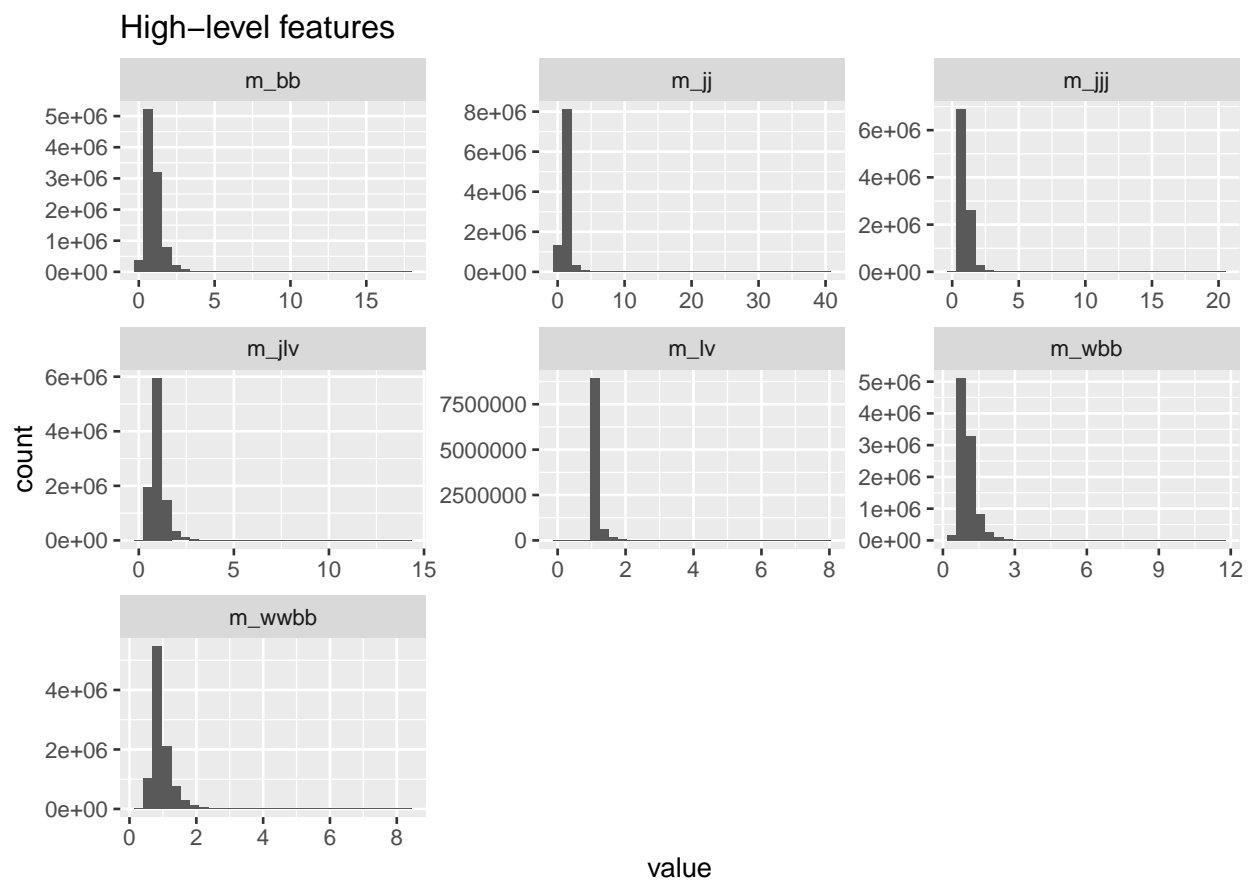 High−level features
m_bb
m_jj
m_jjj
5e+06
4e+06
3e+06
2e+06
1e+06
0e+00
0 5 10 15
8e+06
6e+06
4e+06
2e+06
0e+00
0 10 20 30 40
6e+06
4e+06
2e+06
0e+00
0 5 10 15 20
m_jlv
m_lv
m_wbb
6e+06
4e+06
2e+06
0e+00
0 5 10 15
7500000
5000000
2500000
0
0 2 4 6 8
5e+06
4e+06
3e+06
2e+06
1e+06
0e+00
0 3 6 9 12
m_wwbb
4e+06
2e+06
0e+00
0 2 4 6 8
count
value